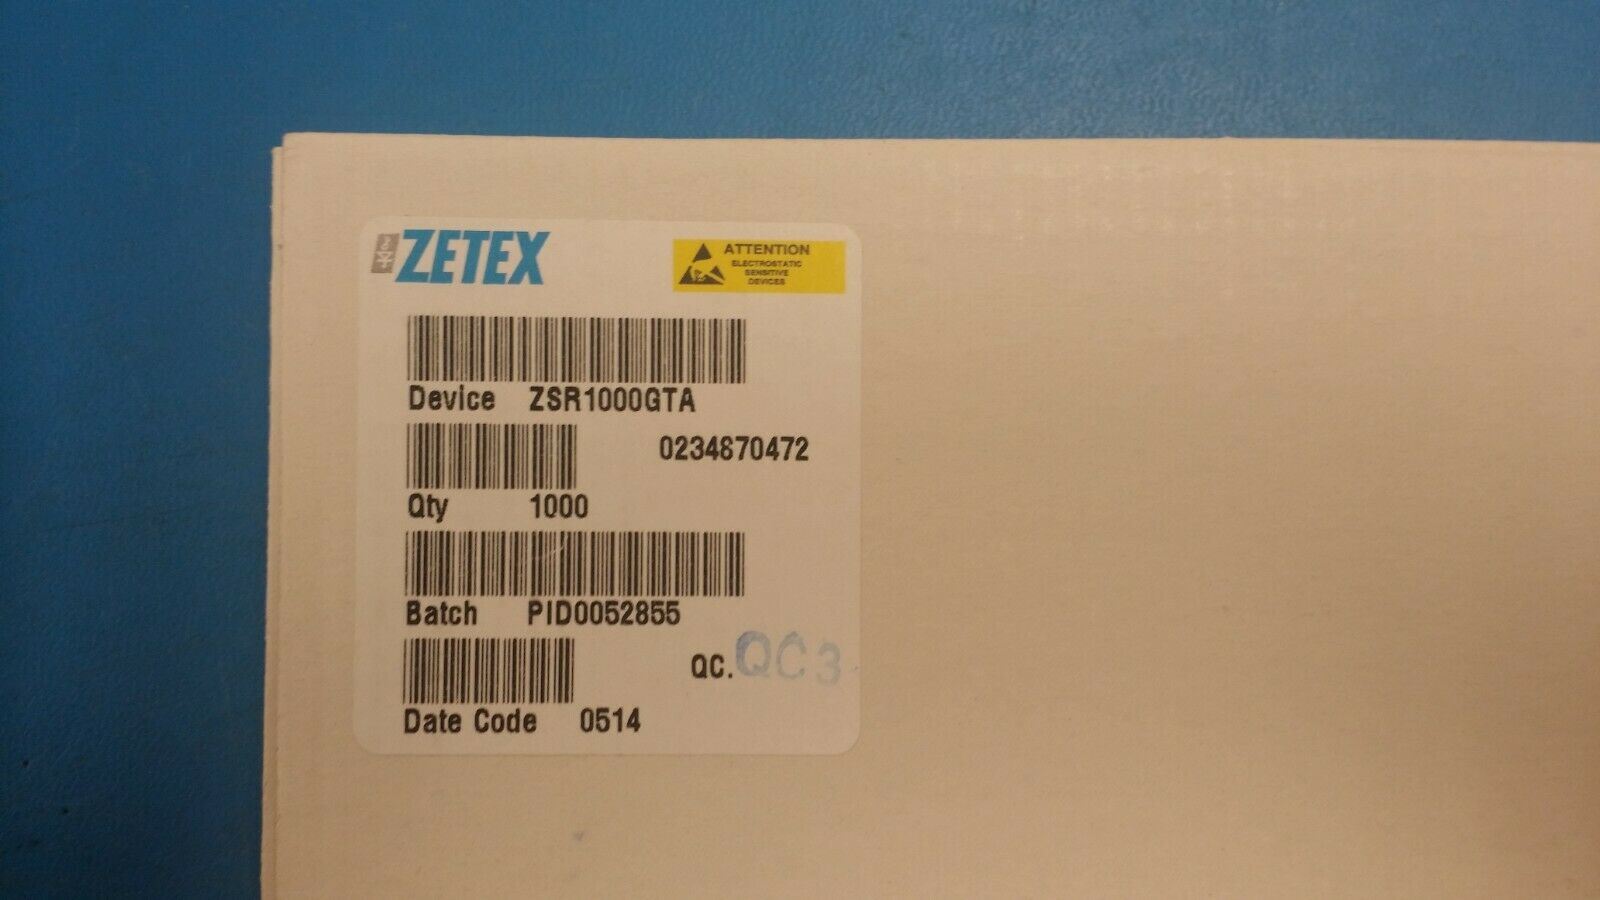 ZETEX
ATTENTION
ELECTROSTATIC
SENSITIVE
DEVICES
Device ZSR1000GTA
0234870472
Qty 1000
Batch PID0052855
QC. QC3
Date Code 0514